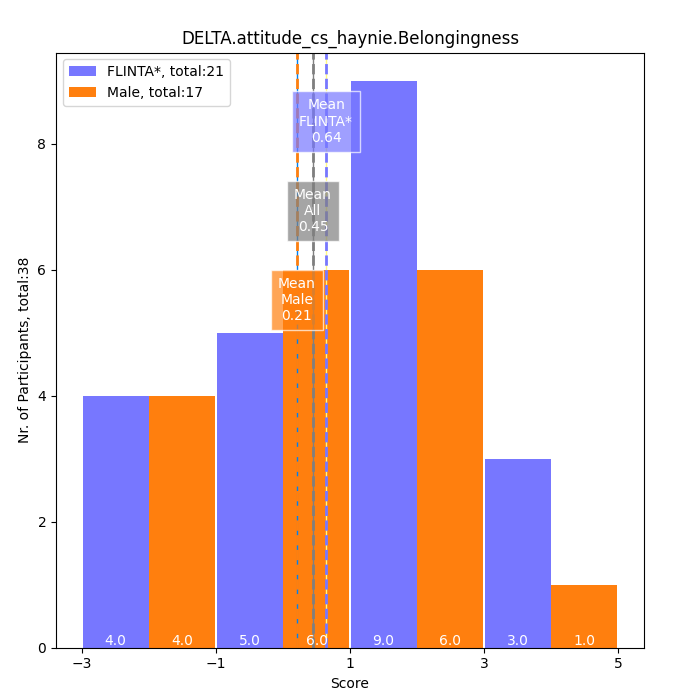 DELTA.attitude_cs_haynie.Belongingness
FLINTA*, total:21
Male, total:17
Mean
FLINTA*
0.64
Mean
All
0.45
Mean
Male
0.21
Nr. of Participants, total:38
8
6
4
2
0
4.0 4.0 5.0 6.0 9.0 6.0 3.0 1.0
−3 −1 1 3 5
Score